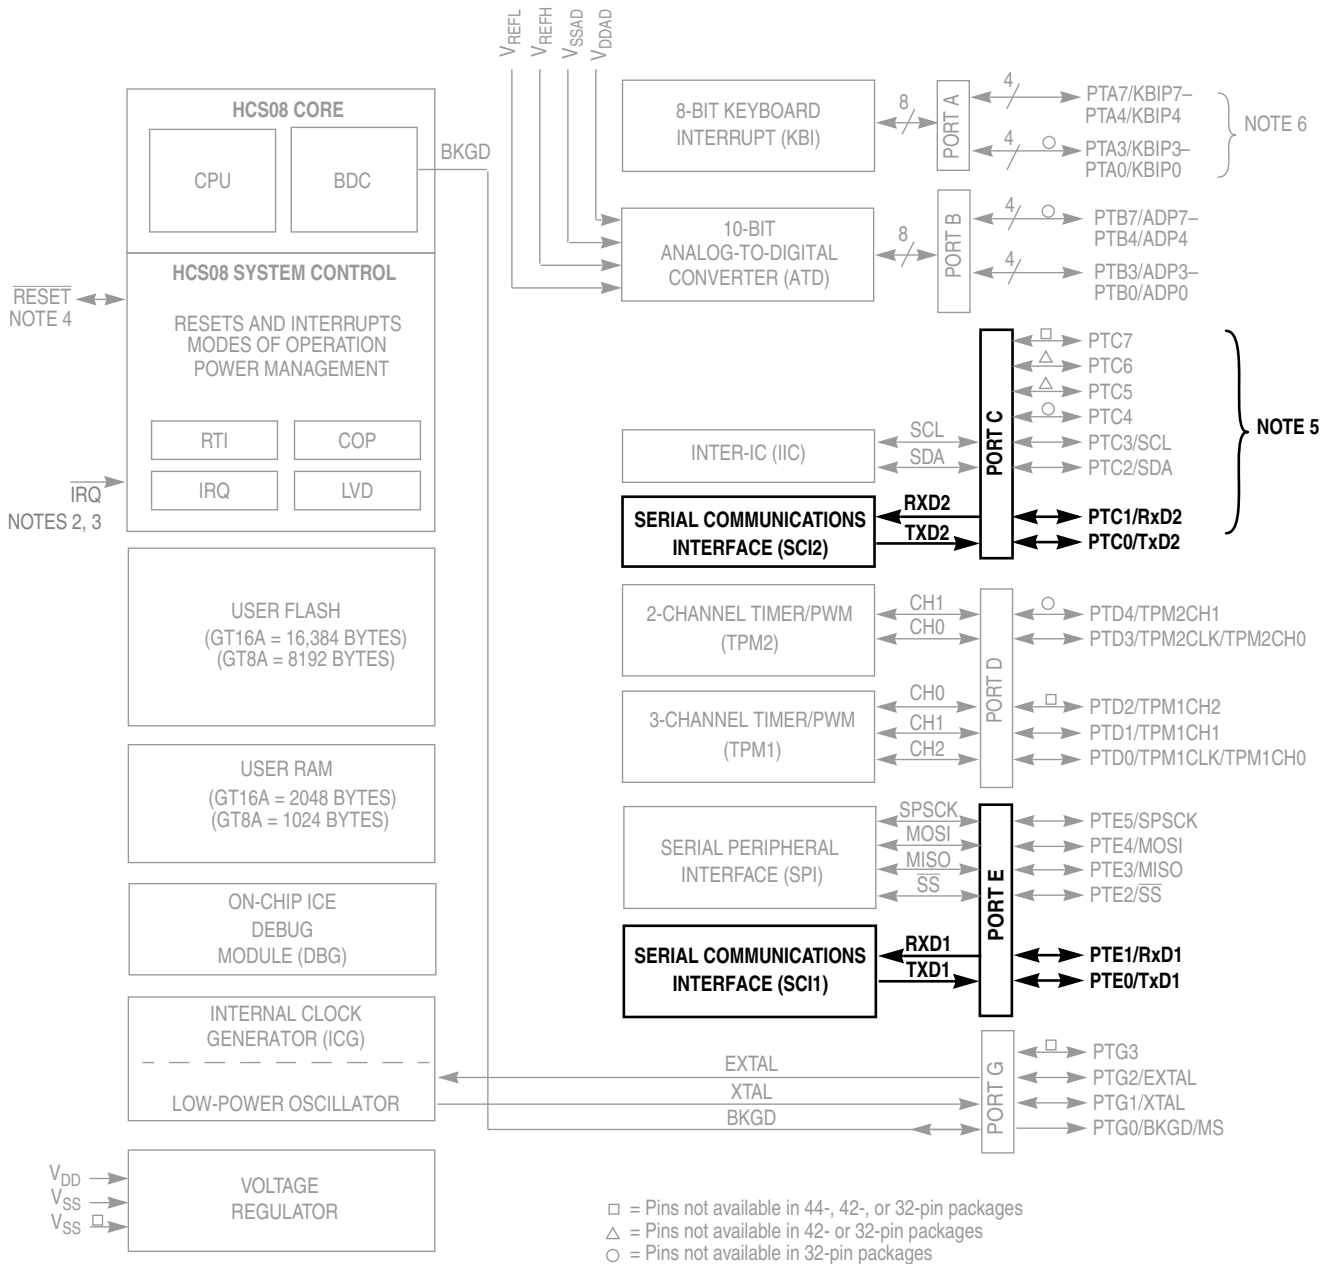 VREFL
VREFH
VSSAD
VDDAD
HCS08 CORE
CPU
BDC
BKGD
HCS08 SYSTEM CONTROL
RESETS AND INTERRUPTS
MODES OF OPERATION
POWER MANAGEMENT
RTI
COP
IRQ
LVD
RESET
NOTE 4
IRQ
NOTES 2, 3
USER FLASH
(GT16A = 16,384 BYTES)
(GT8A = 8192 BYTES)
USER RAM
(GT16A = 2048 BYTES)
(GT8A = 1024 BYTES)
ON-CHIP ICE
DEBUG
MODULE (DBG)
INTERNAL CLOCK
GENERATOR (ICG)
LOW-POWER OSCILLATOR
VDD
VSS
VSS
VOLTAGE
REGULATOR
8-BIT KEYBOARD
INTERRUPT (KBI)
8
PORT A
4
PTA7/KBIP7–
PTA4/KBIP4
4
PTA3/KBIP3–
PTA0/KBIP0
NOTE 6
10-BIT
ANALOG-TO-DIGITAL
CONVERTER (ATD)
8
PORT B
4
PTB7/ADP7–
PTB4/ADP4
4
PTB3/ADP3–
PTB0/ADP0
INTER-IC (IIC)
SCL
SDA
SERIAL COMMUNICATIONS
INTERFACE (SCI2)
RXD2
TXD2
PORT C
PTC7
PTC6
PTC5
PTC4
PTC3/SCL
PTC2/SDA
PTC1/RxD2
PTC0/TxD2
NOTE 5
2-CHANNEL TIMER/PWM
(TPM2)
CH1
CH0
3-CHANNEL TIMER/PWM
(TPM1)
CH0
CH1
CH2
PORT D
PTD4/TPM2CH1
PTD3/TPM2CLK/TPM2CH0
PTD2/TPM1CH2
PTD1/TPM1CH1
PTD0/TPM1CLK/TPM1CH0
SERIAL PERIPHERAL
INTERFACE (SPI)
SPSCK
MOSI
MISO
SS
SERIAL COMMUNICATIONS
INTERFACE (SCI1)
RXD1
TXD1
PORT E
PTE5/SPSCK
PTE4/MOSI
PTE3/MISO
PTE2/SS
PTE1/RxD1
PTE0/TxD1
EXTAL
XTAL
BKGD
PORT G
PTG3
PTG2/EXTAL
PTG1/XTAL
PTG0/BKGD/MS
□ = Pins not available in 44-, 42-, or 32-pin packages
△ = Pins not available in 42- or 32-pin packages
○ = Pins not available in 32-pin packages